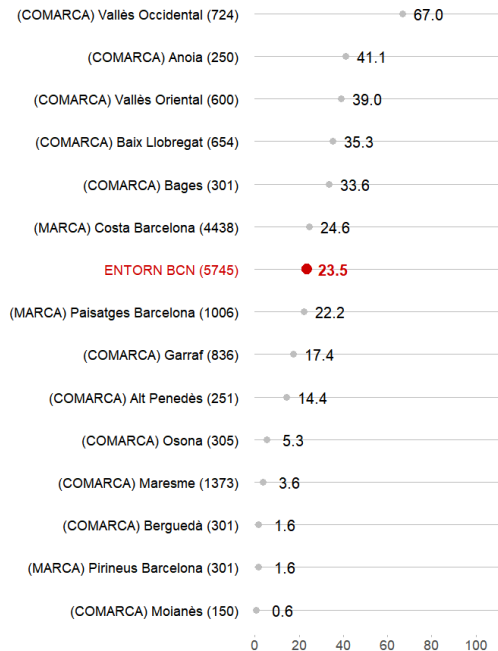 (COMARCA) Vallès Occidental (724) 67.0
(COMARCA) Anoia (250) 41.1
(COMARCA) Vallès Oriental (600) 39.0
(COMARCA) Baix Llobregat (654) 35.3
(COMARCA) Bages (301) 33.6
(MARCA) Costa Barcelona (4438) 24.6
ENTORN BCN (5745) 23.5
(MARCA) Paisatges Barcelona (1006) 22.2
(COMARCA) Garraf (836) 17.4
(COMARCA) Alt Penedès (251) 14.4
(COMARCA) Osona (305) 5.3
(COMARCA) Maresme (1373) 3.6
(COMARCA) Berguedà (301) 1.6
(MARCA) Pirineus Barcelona (301) 1.6
(COMARCA) Moianès (150) 0.6
0 20 40 60 80 100